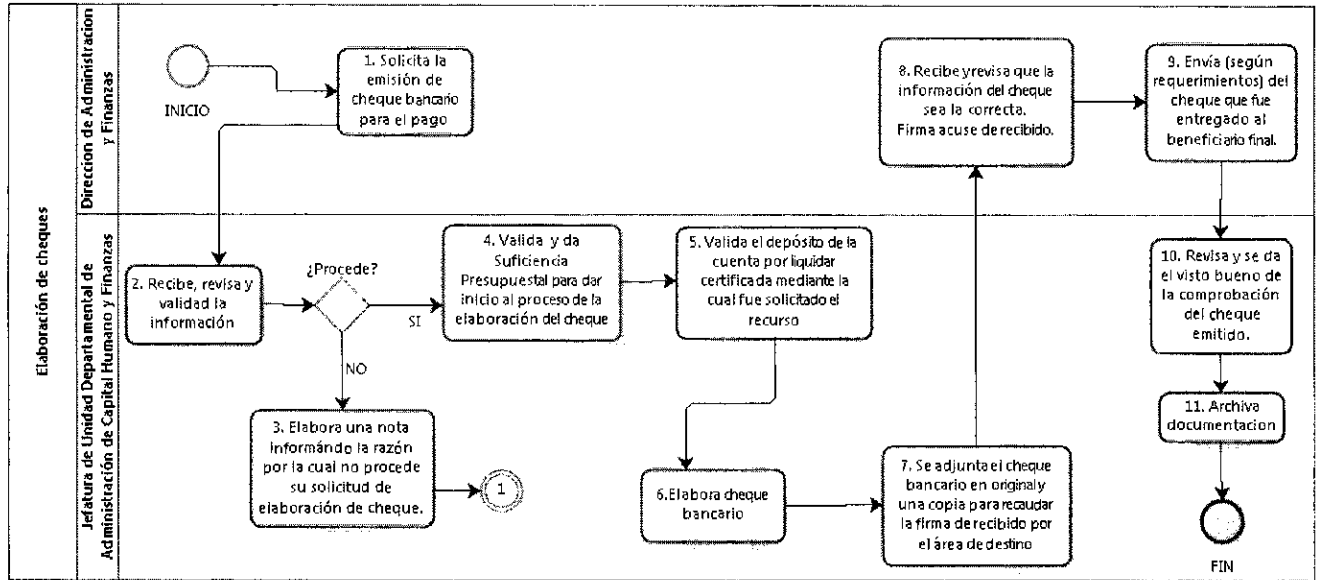 Elaboración de cheques
Direccion de Administracion
y Finanzas
INICIO
1. Solicita la
emisión de
cheque bancario
para el pago
8. Recibe y revisa que la
información del cheque
sea la correcta.
Firma acuse de recibido.
9. Envía (según
requerimientos) del
cheque que fue
entregado al
beneficiario final.
Jefatura de Unidad Departamental de
Administración de Capital Humano y Finanzas
2. Recibe, revisa y
validad la
información
¿Procede?
SI
NO
3. Elabora una nota
informándo la razón
por la cual no procede
su solicitud de
elaboración de cheque.
1
4. Valida y da
Suficiencia
Presupuestal para dar
inicio al proceso de la
elaboración del cheque
5. Valida el depósito de la
cuenta por liquidar
certificada mediante la
cual fue solicitado el
recurso
6.Elabora cheque
bancario
7. Se adjunta el cheque
bancario en original y
una copia para recaudar
la firma de recibido por
el área de destino
10. Revisa y se da
el visto bueno de
la comprobación
del cheque
emitido.
11. Archiva
documentacion
FIN